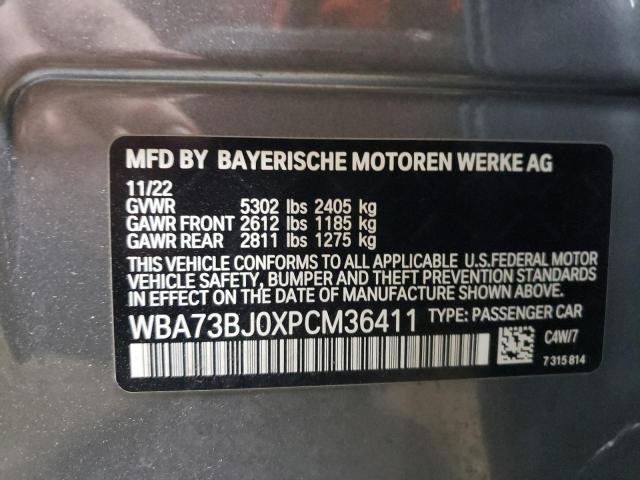 MFD BY BAYERISCHE MOTOREN WERKE AG
11/22
GVWR 5302 lbs 2405 kg
GAWR FRONT 2612 lbs 1185 kg
GAWR REAR 2811 lbs 1275 kg
THIS VEHICLE CONFORMS TO ALL APPLICABLE U.S.FEDERAL MOTOR
VEHICLE SAFETY, BUMPER AND THEFT PREVENTION STANDARDS
IN EFFECT ON THE DATE OF MANUFACTURE SHOWN ABOVE.
WBA73BJ0XPCM36411 TYPE: PASSENGER CAR
C4W/7
7 315 814